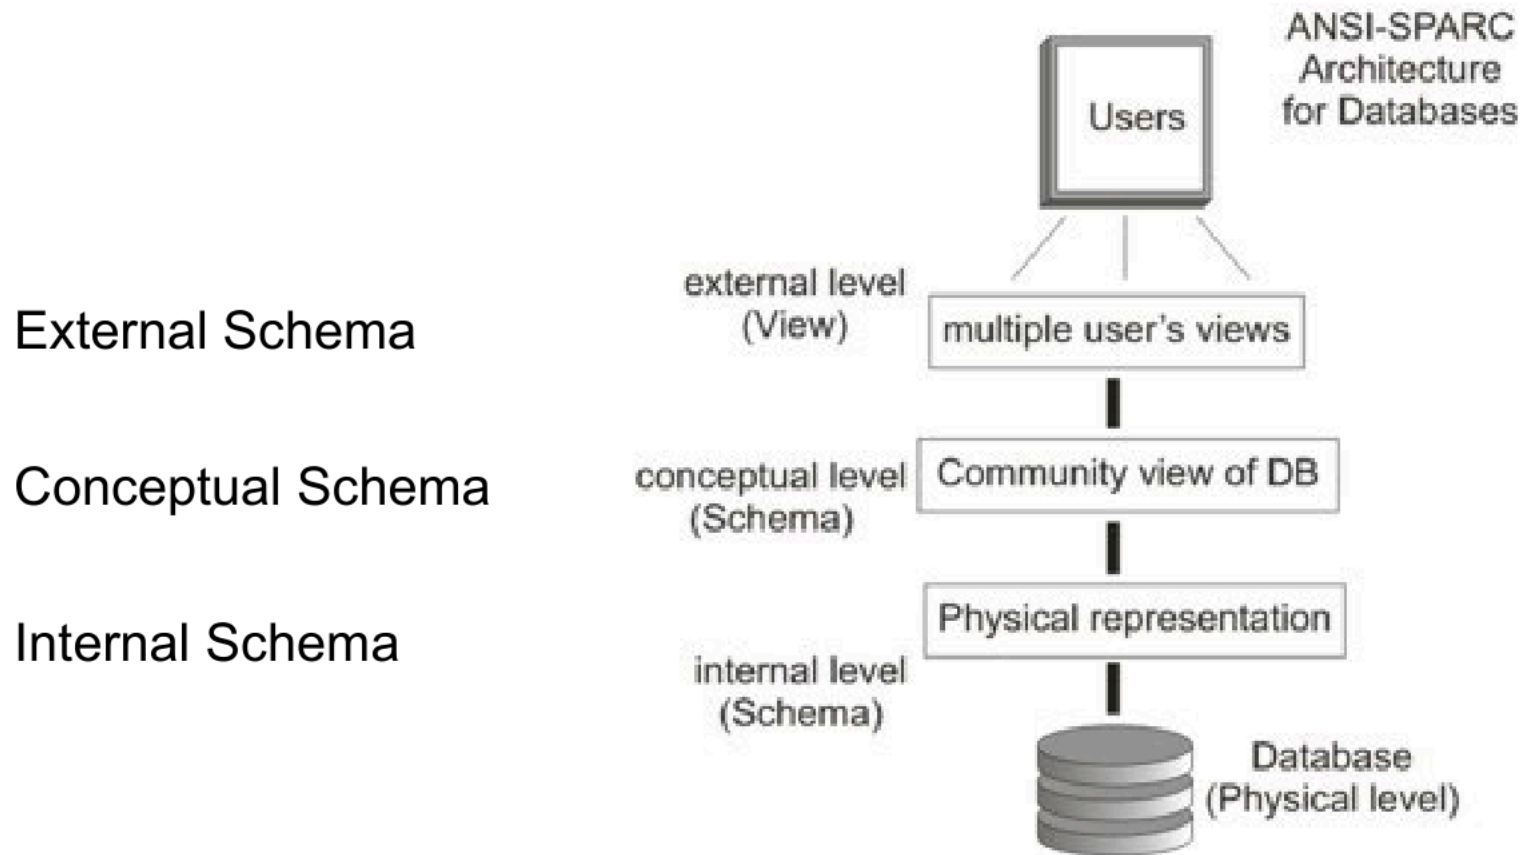 ANSI-SPARC
Architecture
for Databases
Users
external level
(View)
multiple user's views
External Schema
conceptual level
(Schema)
Community view of DB
Conceptual Schema
Physical representation
Internal Schema
internal level
(Schema)
Database
(Physical level)